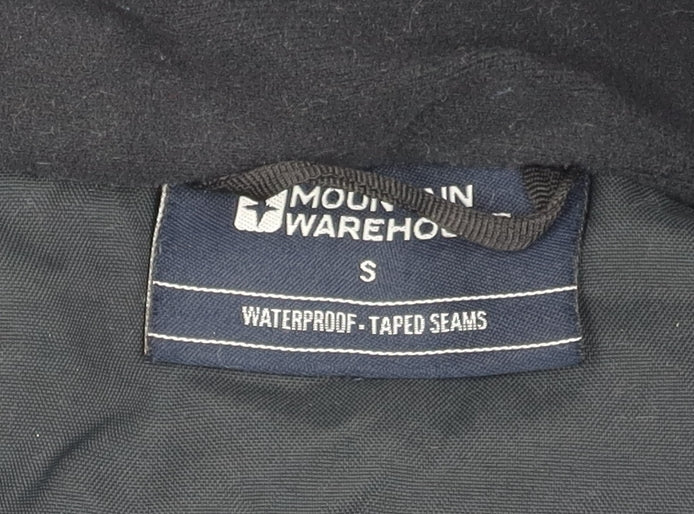 MOUNTAIN
WAREHOUSE
S
WATERPROOF - TAPED SEAMS